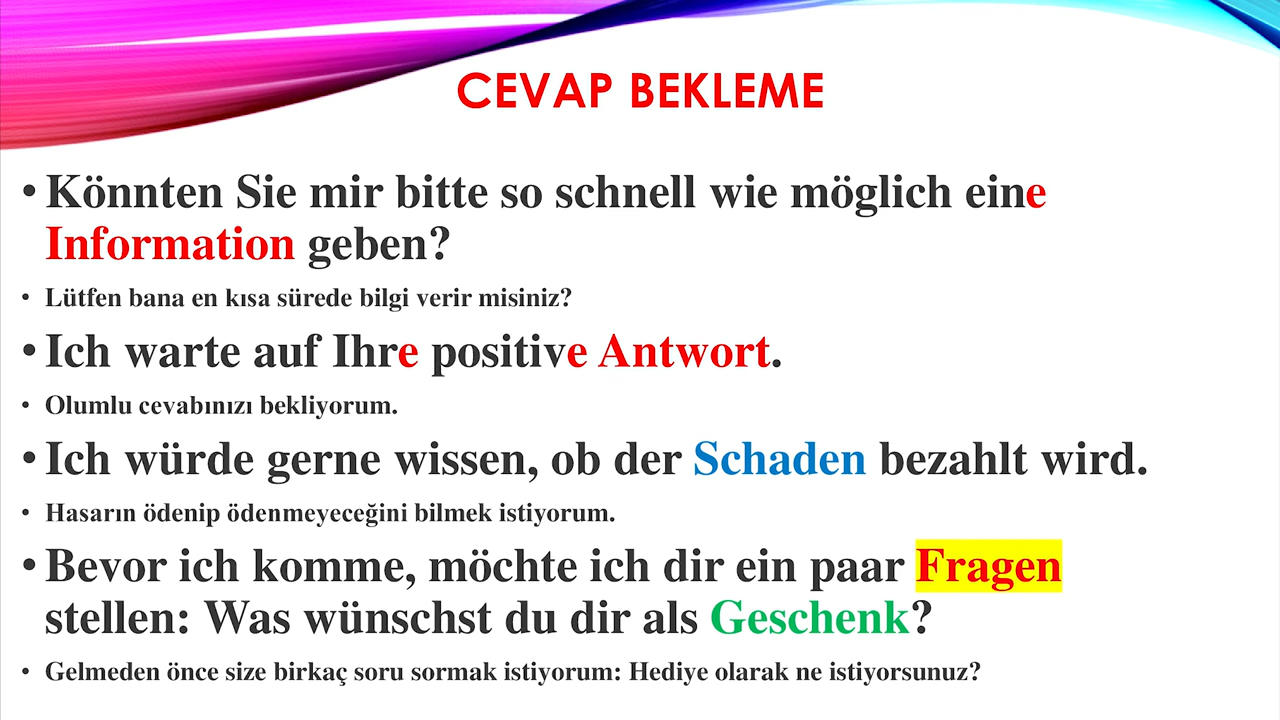 CEVAP BEKLEME
• Könnten Sie mir bitte so schnell wie möglich eine
Information geben?
• Lütfen bana en kısa sürede bilgi verir misiniz?
• Ich warte auf Ihre positive Antwort.
• Olumlu cevabınızı bekliyorum.
• Ich würde gerne wissen, ob der Schaden bezahlt wird.
• Hasarın ödenip ödenmeyeceğini bilmek istiyorum.
• Bevor ich komme, möchte ich dir ein paar Fragen
stellen: Was wünschst du dir als Geschenk?
• Gelmeden önce size birkaç soru sormak istiyorum: Hediye olarak ne istiyorsunuz?